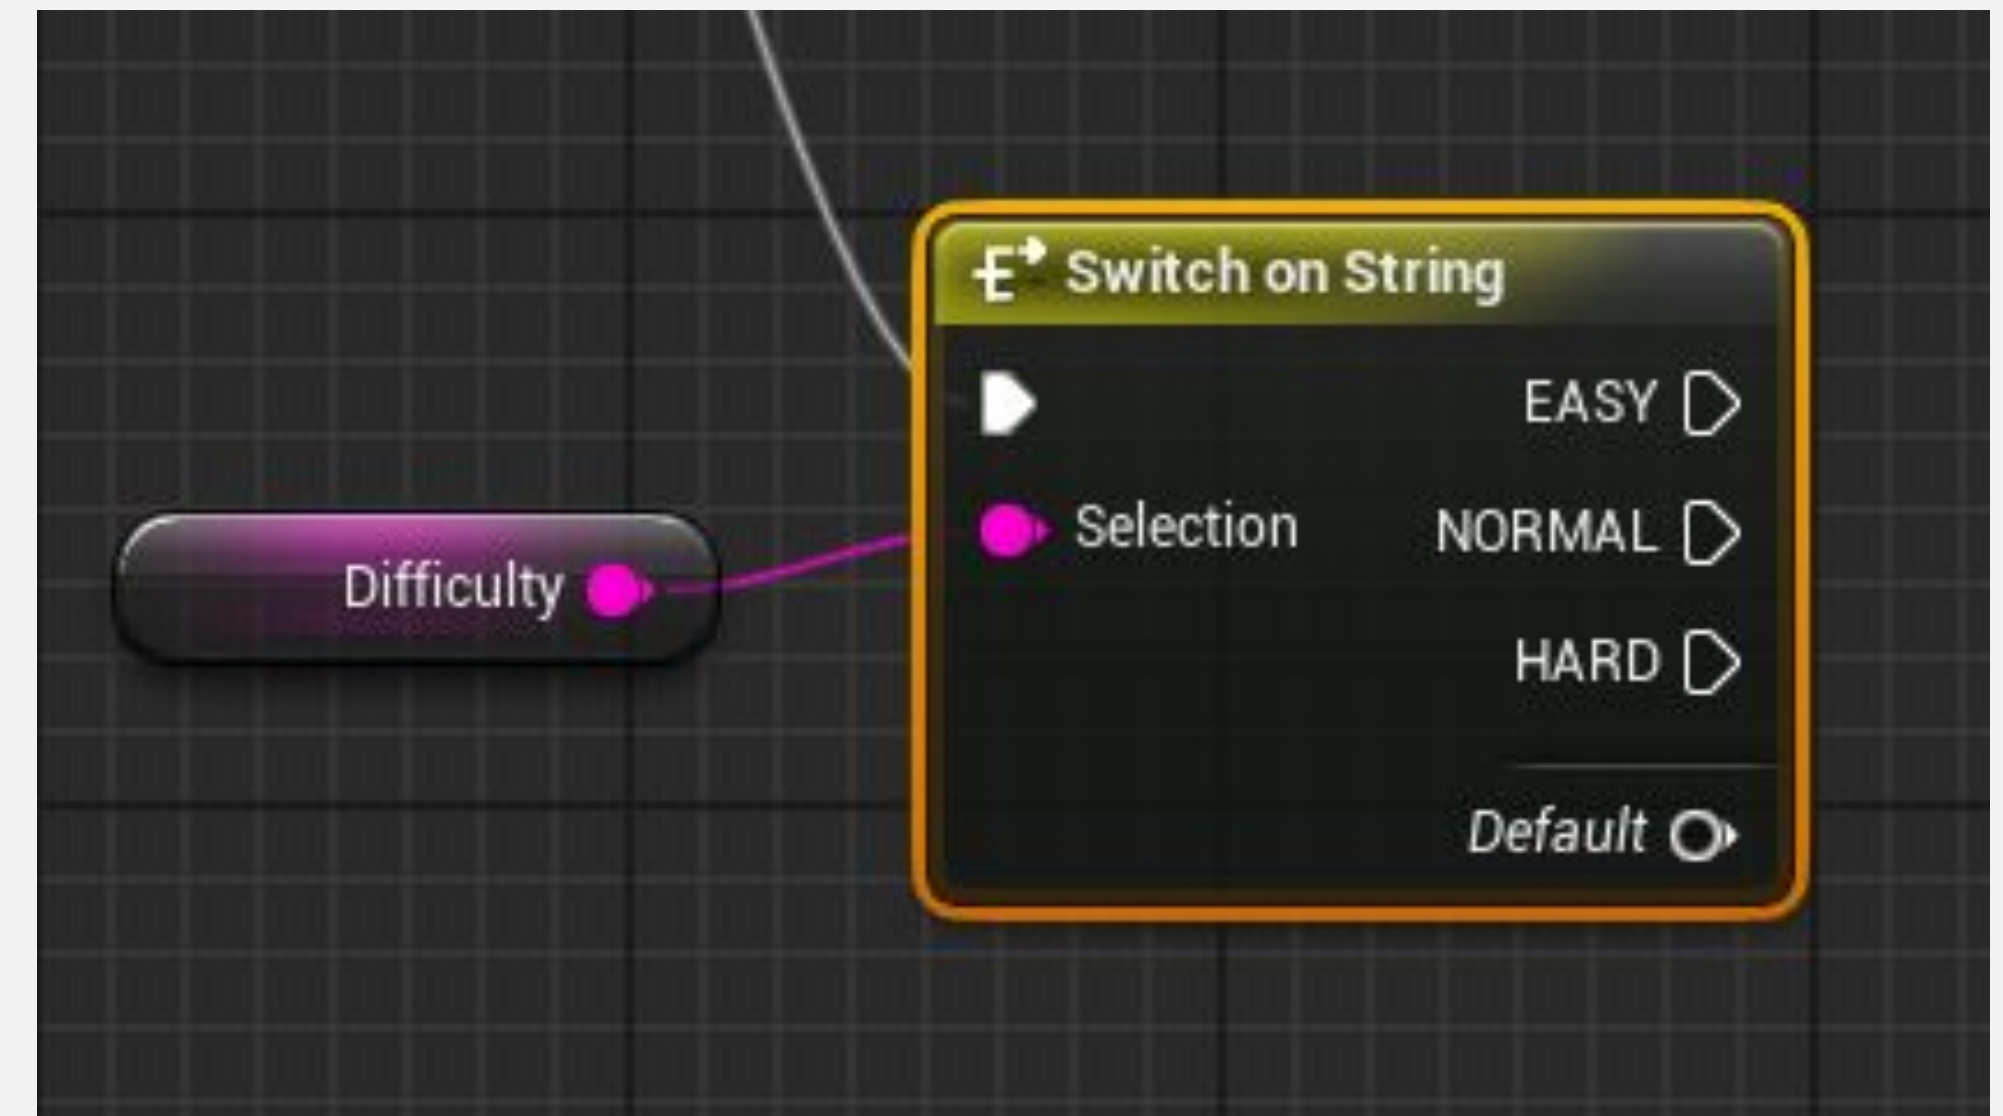 Switch on String
EASY
Selection
NORMAL
Difficulty
HARD
Default